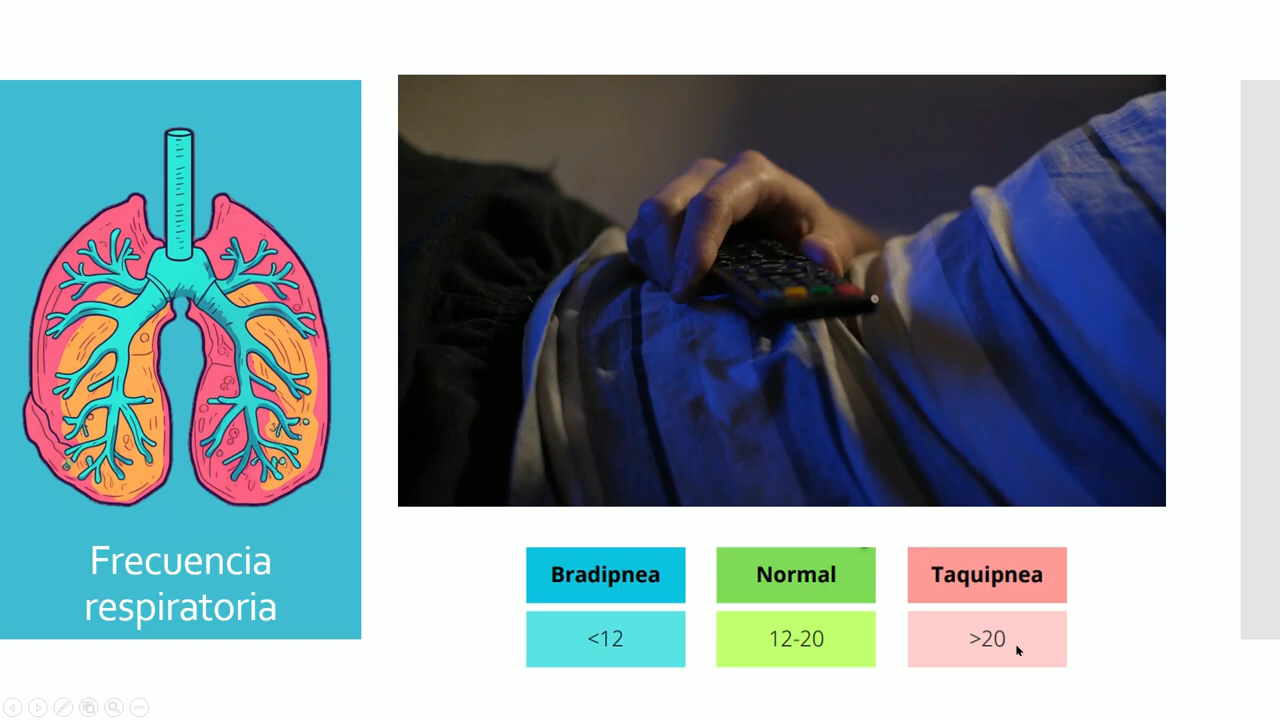 Frecuencia
respiratoria
Bradipnea
Normal
Taquipnea
<12
12-20
>20